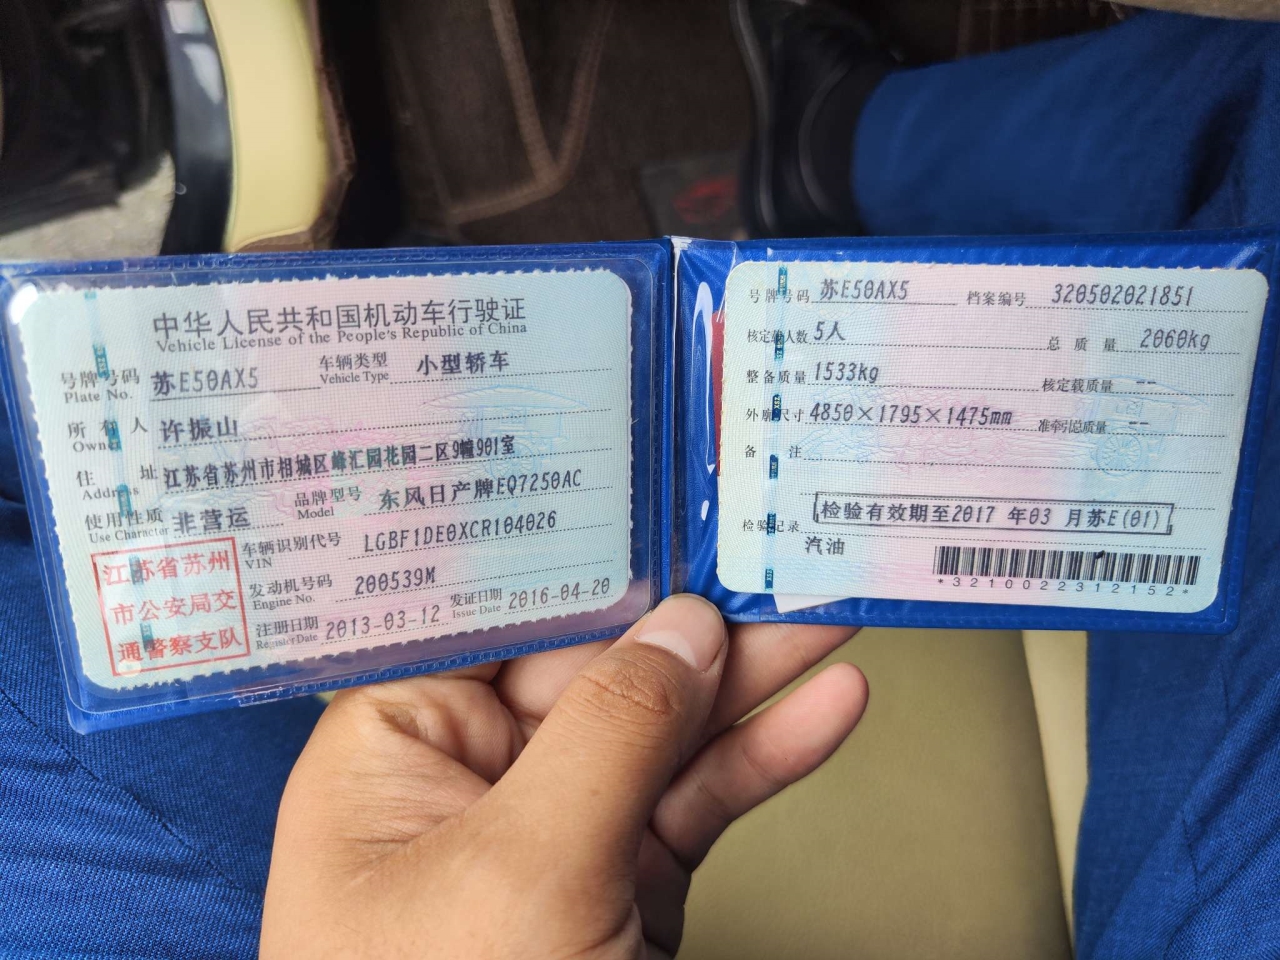 中华人民共和国机动车行驶证
Vehicle License of the People's Republic of China
号牌号码 苏E50AX5 车辆类型 小型轿车
Plate No. Vehicle Type
所有人 许振山
Owner
住址 江苏省苏州市相城区峰汇园花园二区9幢901室
Address
使用性质 非营运 品牌型号 东风日产牌EQ7250AC
Use Character Model
车辆识别代号 LGBF1DE0XCR104026
VIN
发动机号码 200539M
Engine No.
注册日期 2013-03-12 发证日期 2016-04-20
Register Date Issue Date
江苏省苏州
市公安局交
通警察支队
号牌号码 苏E50AX5 档案编号 320502021851
核定载人数 5人 总质量 2060kg
整备质量 1533kg 核定载质量 --
外廓尺寸 4850×1795×1475mm 准牵引总质量 --
备注
检验记录 检验有效期至2017年03月苏E(01)
汽油
*3210022312152*